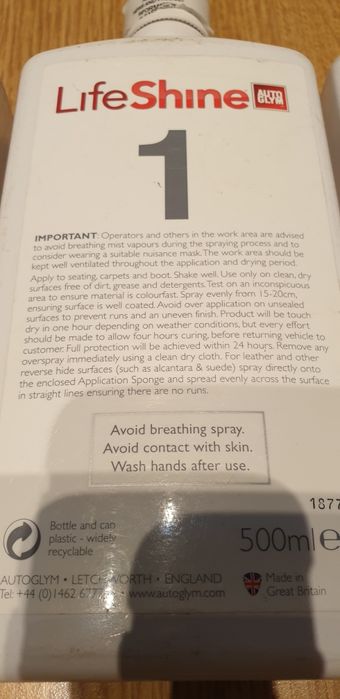 LifeShine AUTO GLYM
1
IMPORTANT: Operators and others in the work area are advised
to avoid breathing mist vapours during the spraying process and to
consider wearing a suitable nuisance mask. The work area should be
kept well ventilated throughout the application and drying period.
Apply to seating, carpets and boot. Shake well. Use only on clean, dry
surfaces free of dirt, grease and detergents. Test on an inconspicuous
area to ensure material is colourfast. Spray evenly from 15-20cm,
ensuring surface is well coated. Avoid over application on unsealed
surfaces to prevent runs and an uneven finish. Product will be touch
dry in one hour depending on weather conditions, but every effort
should be made to allow four hours curing, before returning vehicle to
customer. Full protection will be achieved within 24 hours. Remove any
overspray immediately using a clean dry cloth. For leather and other
reverse hide surfaces (such as alcantara & suede) spray directly onto
the enclosed Application Sponge and spread evenly across the surface
in straight lines ensuring there are no runs.
Avoid breathing spray.
Avoid contact with skin.
Wash hands after use.
1877
Bottle and cap
plastic - widely
recyclable
500ml e
AUTOGLYM • LETCHWORTH • ENGLAND
Tel: +44 (0)1462 • www.autoglym.com
Made in
Great Britain